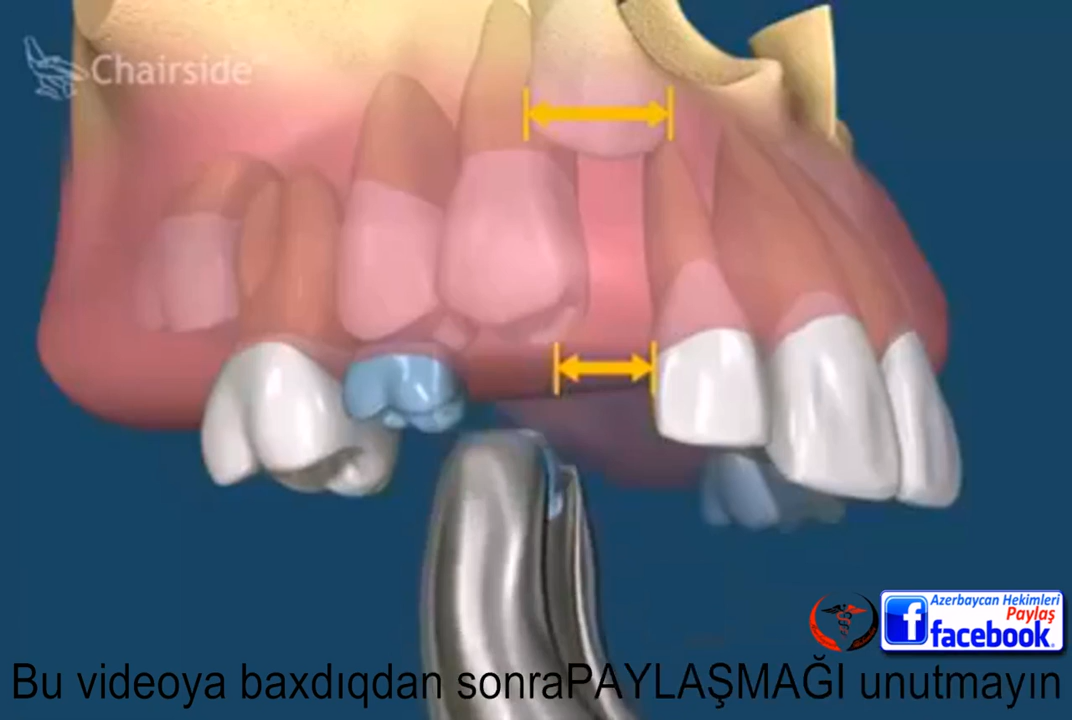 Chairside
Azerbaycan Hekimleri
Paylaş
facebook
Bu videoya baxdıqdan sonraPAYLAŞMAĞI unutmayın